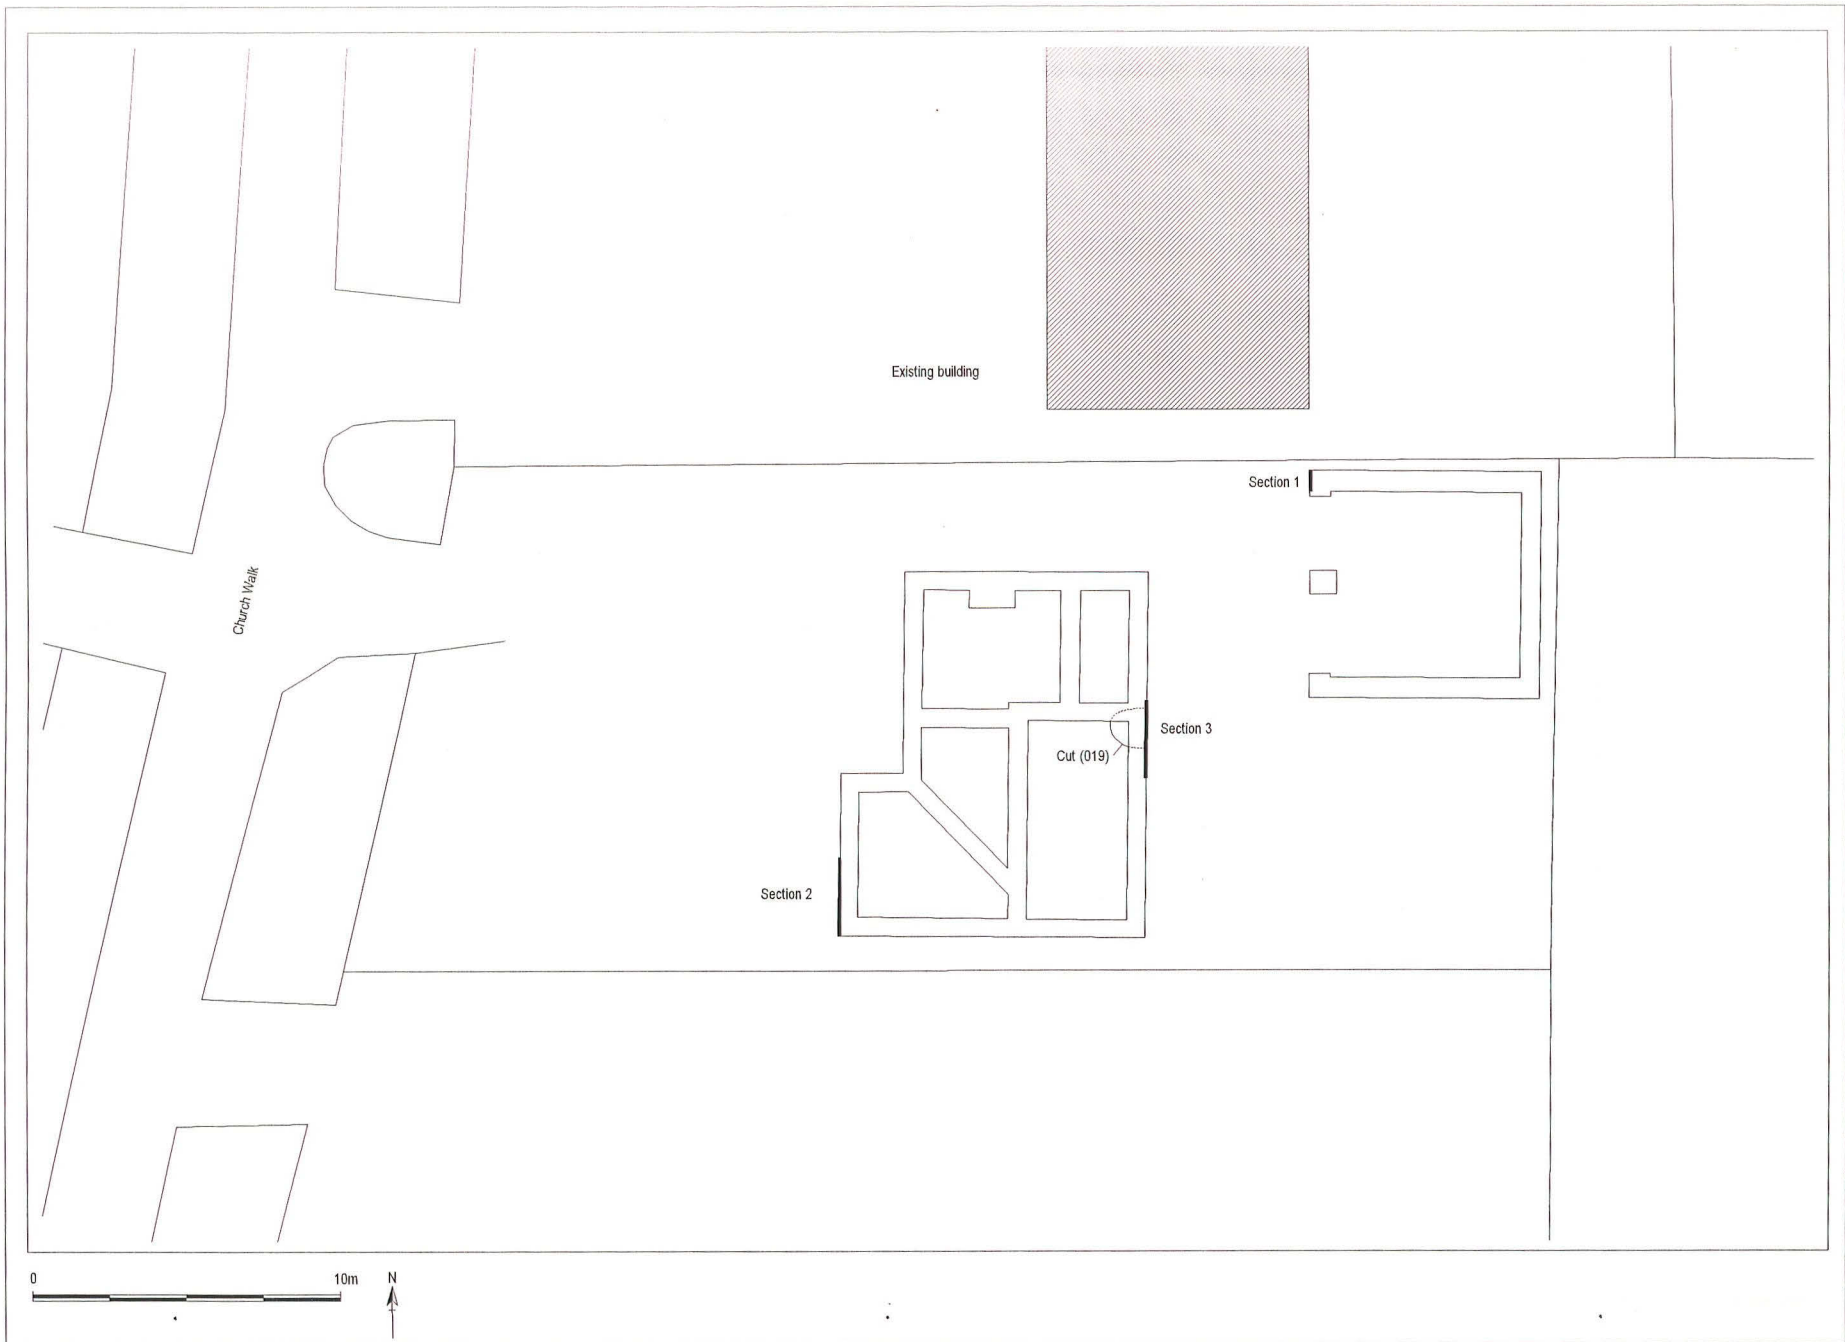 Existing building
Section 1
Church Walk
Section 3
Cut (019)
Section 2
0 10m N